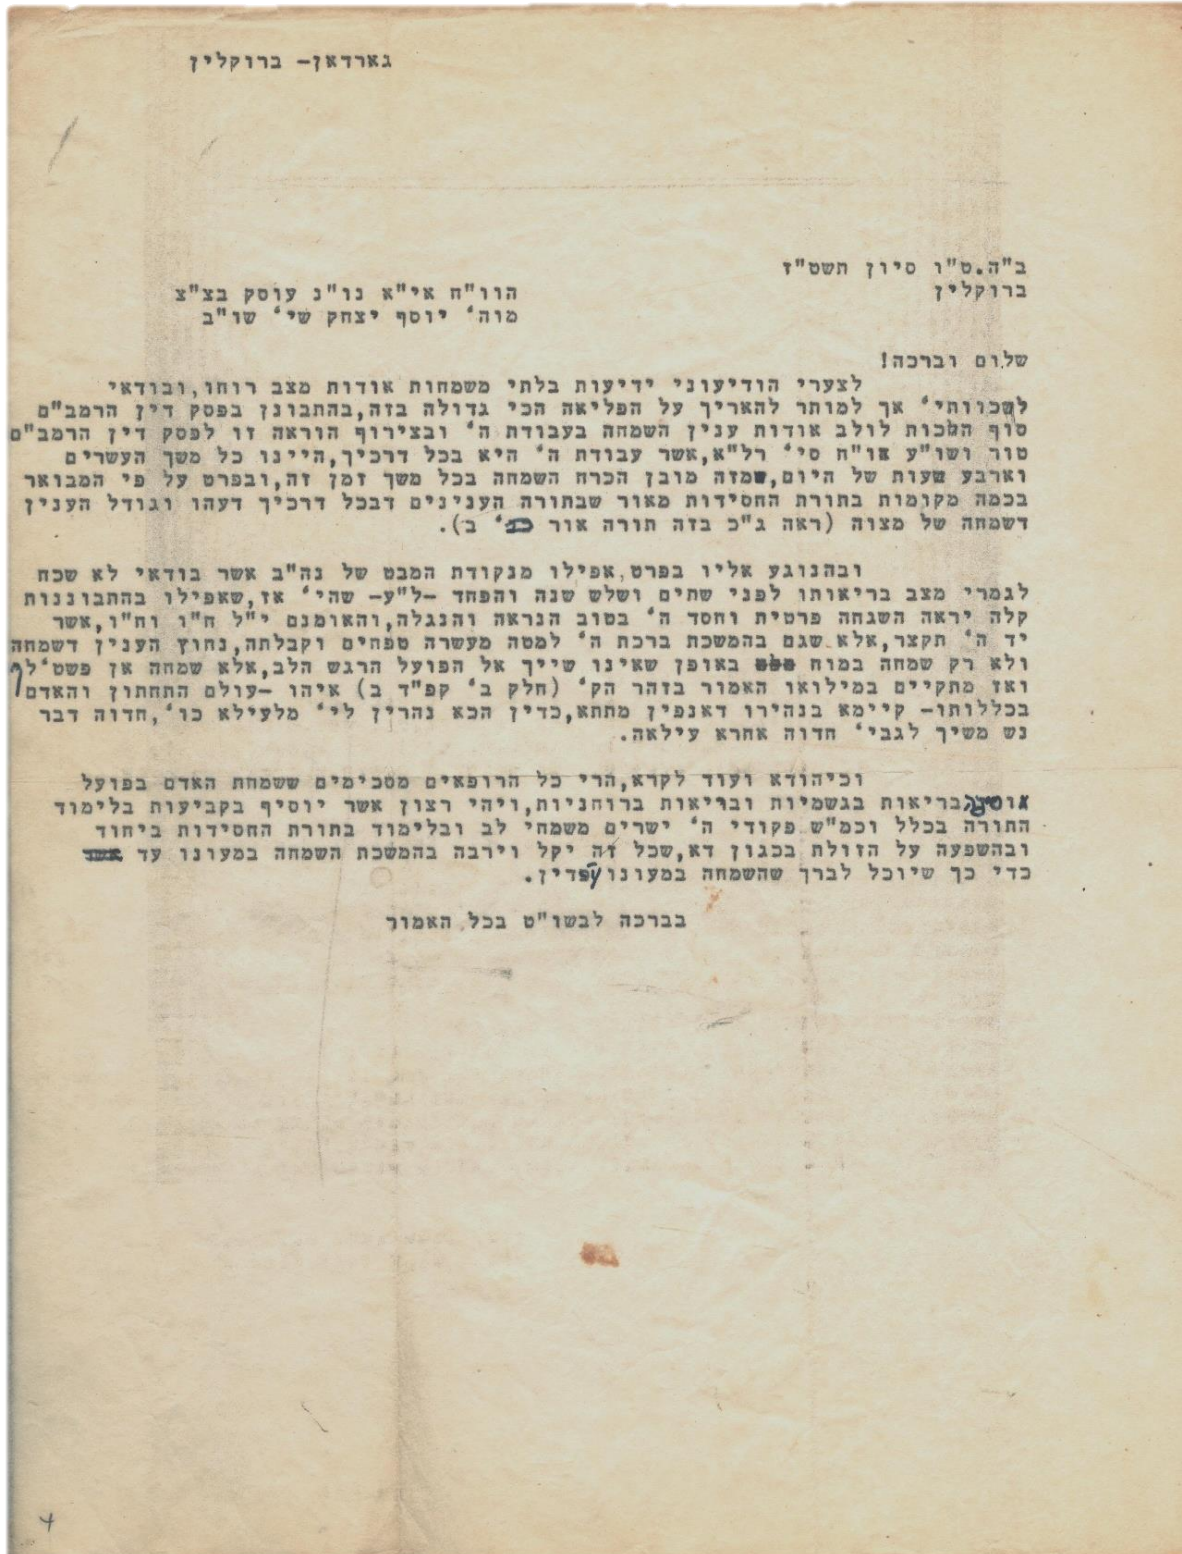 גארדאן- ברוקלין
ב"ה.ט"ו סיון תשט"ז
ברוקלין
הוו"ח אי"א נו"נ עוסק בצ"צ
מוה' יוסף יצחק שי' שו"ב
שלום וברכה!
לצערי הודיעוני ידיעות בלתי משמחות אודות מצב רוחו,ובודאי
למותר להאריך על הפליאה הכי גדולה בזה,בהתבונן בפסק דין הרמב"ם
סוף הלכות לולב אודות ענין השמחה בעבודת ה' ובצירוף הוראה זו לפסק דין הרמב"ם
טור ושו"ע או"ח סי' רל"א,אשר עבודת ה' היא בכל דרכיך,היינו כל משך העשרים
וארבע שעות של היום,שמזה מובן הכרח השמחה בכל משך זמן זה,ובפרט על פי המבואר
בכמה מקומות בתורת החסידות מאור שבתורה הענינים דבכל דרכיך דעהו וגודל הענין
דשמחה של מצוה (ראה ג"כ בזה תורה אור ב).
ובהנוגע אליו בפרט,אפילו מנקודת המבט של נה"ב אשר בודאי לא שכח
לגמרי מצב בריאותו לפני שתים ושלש שנה והפחד -ל"ע- שהי' אז,שאפילו בהתבוננות
קלה יראה השגחה פרטית וחסד ה' בטוב הנראה והנגלה,והאומנם י"ל ח"ו וח"ו,אשר
יד ה' תקצר,אלא שגם בהמשכת ברכת ה' למטה מעשרה טפחים וקבלתה,נחוץ הענין דשמחה
ולא רק שמחה במוח באופן שאינו שייך אל הפועל הרגש הלב,אלא שמחה אן פשט'לך
ואז מתקיים במילואו האמור בזהר הק' (חלק ב' קפ"ד ב) איהו -עולם התחתון והאדם
בכללותו- קיימא בנהירו דאנפין מתתא,כדין הכא נהרין לי' מלעילא כו',חדוה דבר
נש משיך לגבי' חדוה אחרא עילאה.
וכיהודא ועוד לקרא,הרי כל הרופאים מסכימים ששמחת האדם בפועל
בריאות בגשמיות ובריאות ברוחניות,ויהי רצון אשר יוסיף בקביעות בלימוד
התורה בכלל וכמ"ש פקודי ה' ישרים משמחי לב ובלימוד בתורת החסידות ביחוד
ובהשפעה על הזולת בכגון דא,שכל זה יקל וירבה בהמשכת השמחה במעונו עד
כדי כך שיוכל לברך שהשמחה במעונו
בברכה לבשו"ט בכל האמור